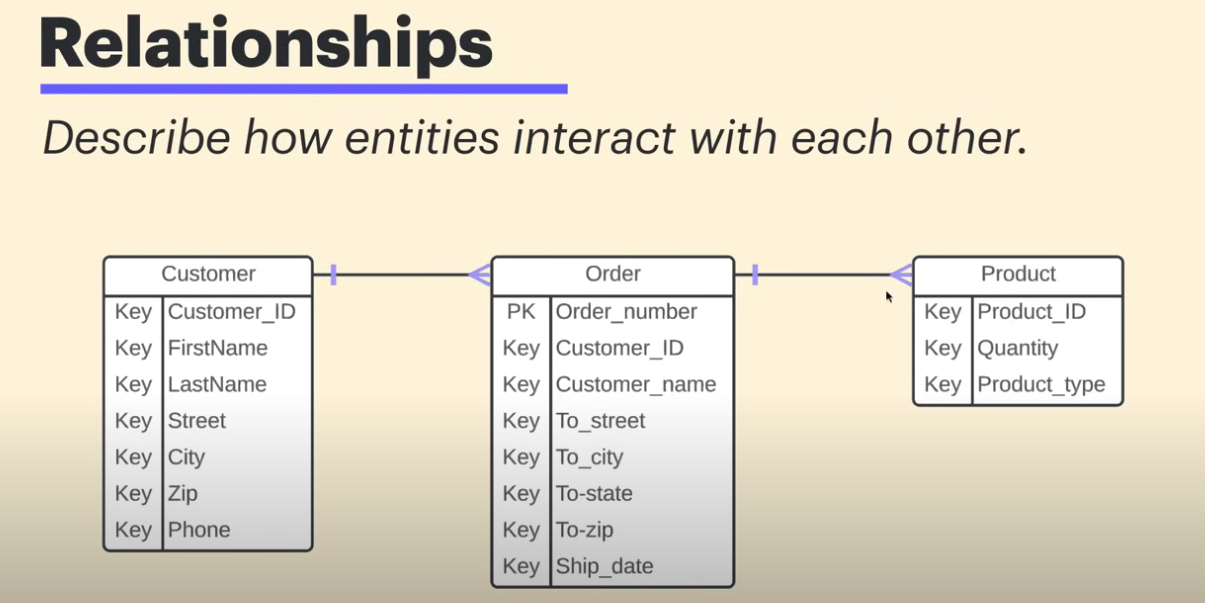 Relationships
Describe how entities interact with each other.
Customer
Key Customer_ID
Key FirstName
Key LastName
Key Street
Key City
Key Zip
Key Phone
Order
PK Order_number
Key Customer_ID
Key Customer_name
Key To_street
Key To_city
Key To-state
Key To-zip
Key Ship_date
Product
Key Product_ID
Key Quantity
Key Product_type